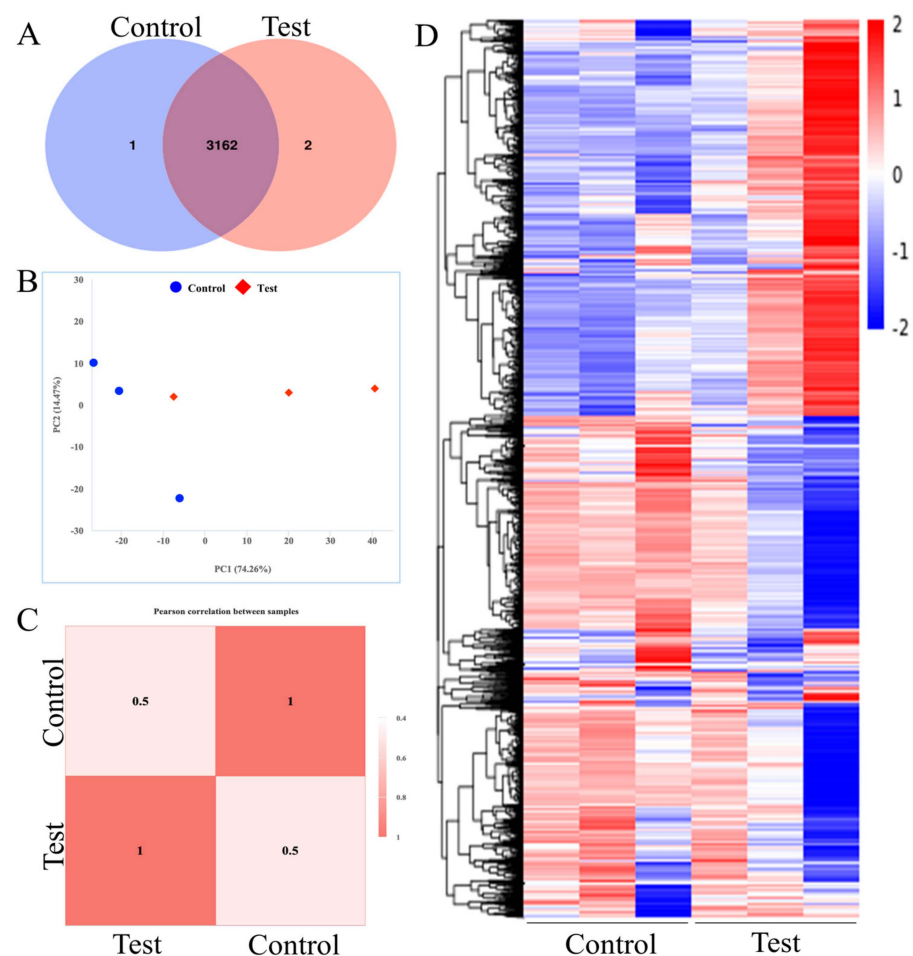 A
Control
Test
1
3162
2
B
Control
Test
30
20
10
0
-10
-20
-30
PC2 (14.47%)
-20
-10
0
10
20
30
40
PC1 (74.26%)
C
Pearson correlation between samples
Control
Test
0.5
1
1
0.5
Test
Control
0.4
0.6
0.8
1
D
2
1
0
-1
-2
Control
Test